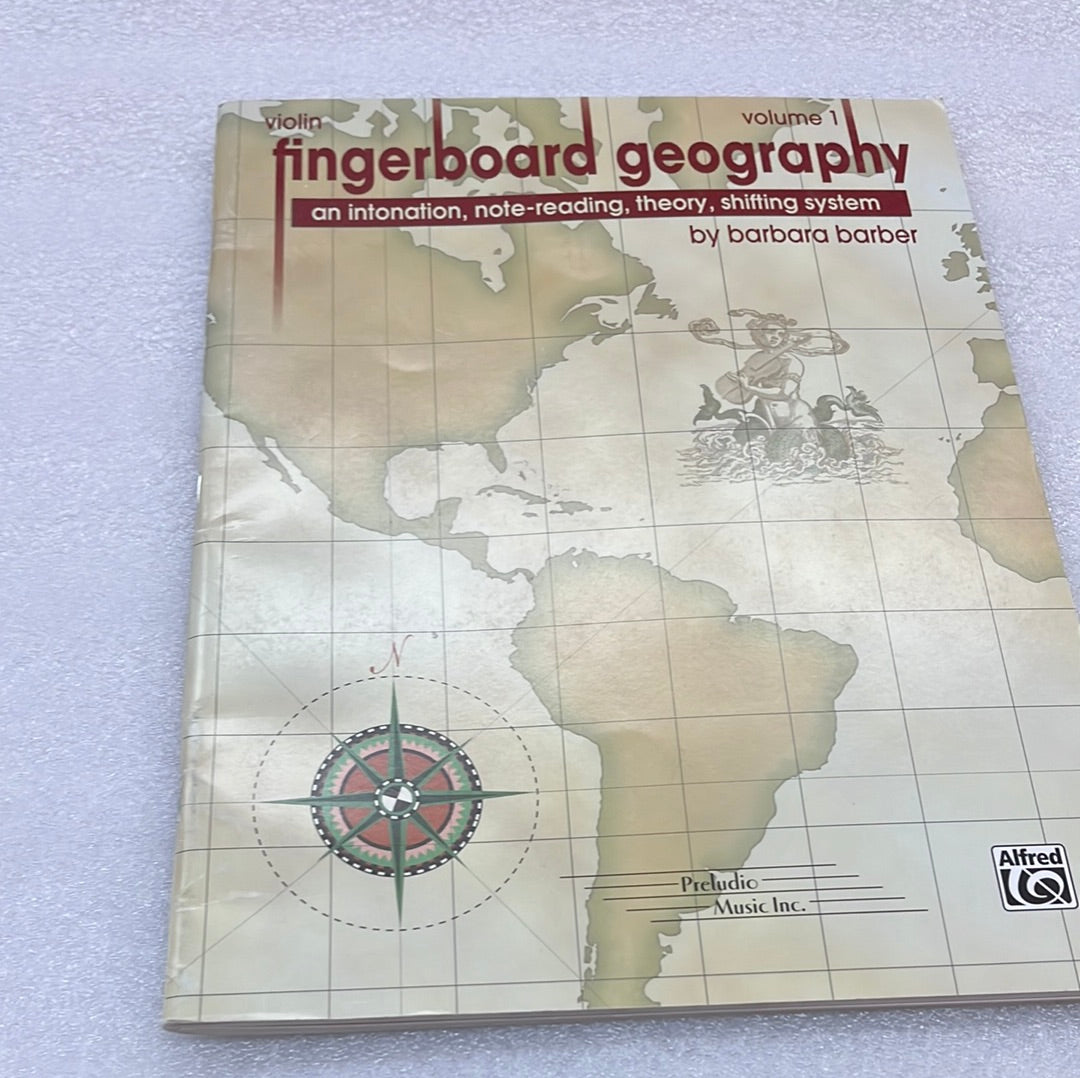 violin
volume 1
fingerboard geography
an intonation, note-reading, theory, shifting system
by barbara barber
N
Preludio
Music Inc.
Alfred